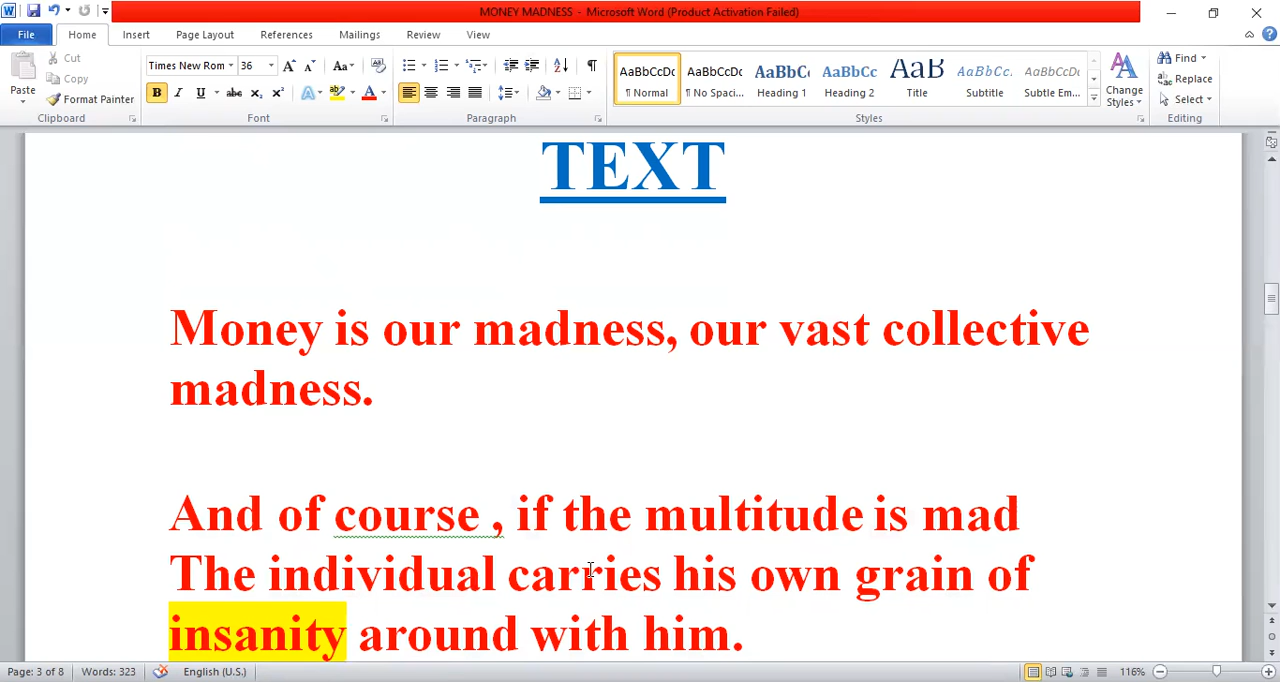 MONEY MADNESS - Microsoft Word (Product Activation Failed)
File Home Insert Page Layout References Mailings Review View
Cut
Copy
Format Painter
Paste
Times New Rom 36
AaBbCcDc AaBbCcDc AaBbC AaBbCc AaB AaBbCc. AaBbCcDc
¶ Normal ¶ No Spaci... Heading 1 Heading 2 Title Subtitle Subtle Em...
Change Styles
Find
Replace
Select
Clipboard Font Paragraph Styles Editing
TEXT
Money is our madness, our vast collective
madness.
And of course , if the multitude is mad
The individual carries his own grain of
insanity around with him.
Page: 3 of 8 Words: 323 English (U.S.) 116%